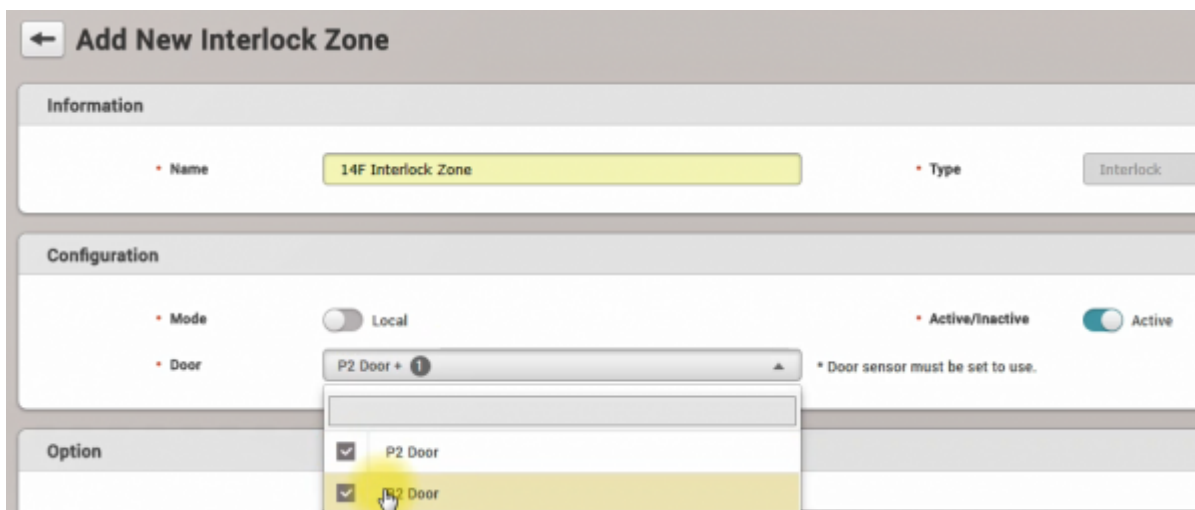 Add New Interlock Zone
Information
• Name 14F Interlock Zone • Type Interlock
Configuration
• Mode Local • Active/Inactive Active
• Door P2 Door + 1 * Door sensor must be set to use.
P2 Door
Option
2 Door